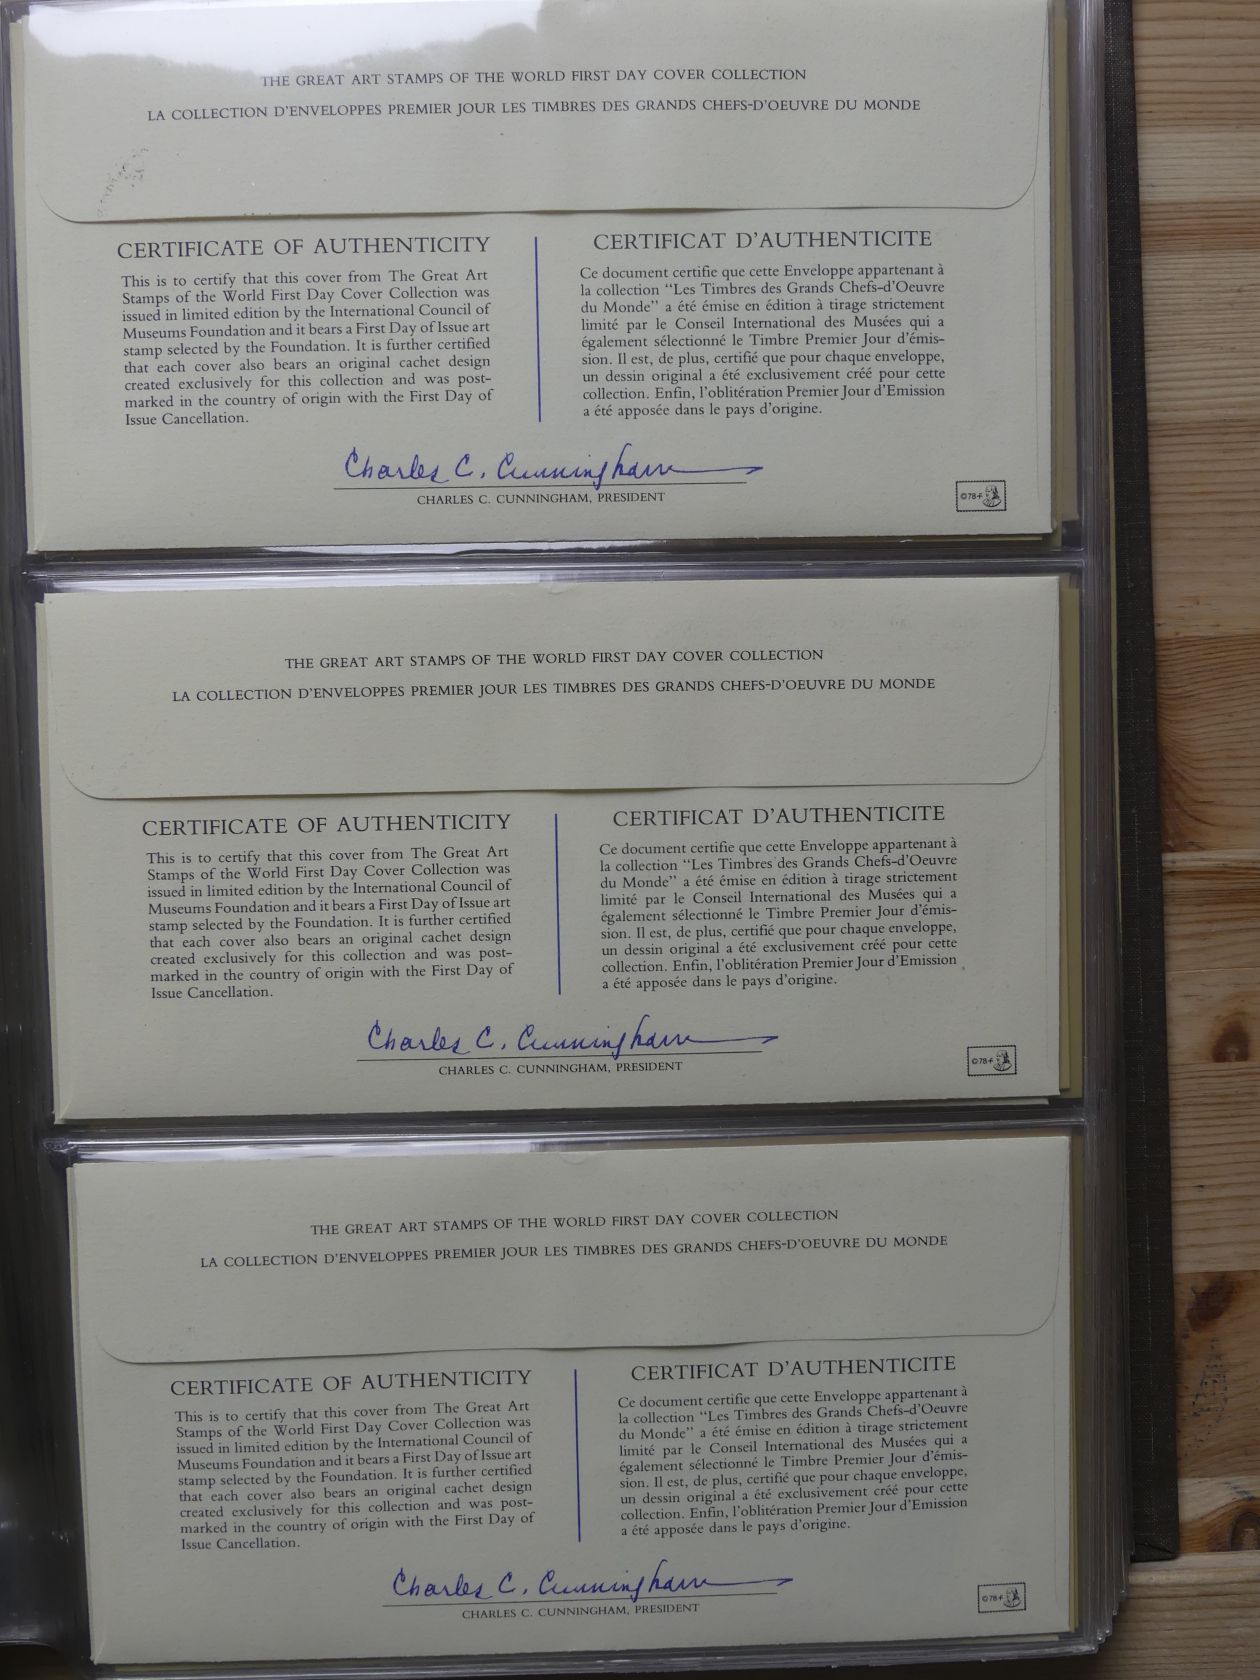 THE GREAT ART STAMPS OF THE WORLD FIRST DAY COVER COLLECTION
LA COLLECTION D'ENVELOPPES PREMIER JOUR LES TIMBRES DES GRANDS CHEFS-D'OEUVRE DU MONDE
CERTIFICATE OF AUTHENTICITY
This is to certify that this cover from The Great Art
Stamps of the World First Day Cover Collection was
issued in limited edition by the International Council of
Museums Foundation and it bears a First Day of Issue art
stamp selected by the Foundation. It is further certified
that each cover also bears an original cachet design
created exclusively for this collection and was post-
marked in the country of origin with the First Day of
Issue Cancellation.
CERTIFICAT D'AUTHENTICITE
Ce document certifie que cette Enveloppe appartenant à
la collection "Les Timbres des Grands Chefs-d'Oeuvre
du Monde" a été émise en édition à tirage strictement
limité par le Conseil International des Musées qui a
également sélectionné le Timbre Premier Jour d'émis-
sion. Il est, de plus, certifié que pour chaque enveloppe,
un dessin original a été exclusivement créé pour cette
collection. Enfin, l'oblitération Premier Jour d'Emission
a été apposée dans le pays d'origine.
Charles C. Cunningham
CHARLES C. CUNNINGHAM, PRESIDENT
©78 F
THE GREAT ART STAMPS OF THE WORLD FIRST DAY COVER COLLECTION
LA COLLECTION D'ENVELOPPES PREMIER JOUR LES TIMBRES DES GRANDS CHEFS-D'OEUVRE DU MONDE
CERTIFICATE OF AUTHENTICITY
This is to certify that this cover from The Great Art
Stamps of the World First Day Cover Collection was
issued in limited edition by the International Council of
Museums Foundation and it bears a First Day of Issue art
stamp selected by the Foundation. It is further certified
that each cover also bears an original cachet design
created exclusively for this collection and was post-
marked in the country of origin with the First Day of
Issue Cancellation.
CERTIFICAT D'AUTHENTICITE
Ce document certifie que cette Enveloppe appartenant à
la collection "Les Timbres des Grands Chefs-d'Oeuvre
du Monde" a été émise en édition à tirage strictement
limité par le Conseil International des Musées qui a
également sélectionné le Timbre Premier Jour d'émis-
sion. Il est, de plus, certifié que pour chaque enveloppe,
un dessin original a été exclusivement créé pour cette
collection. Enfin, l'oblitération Premier Jour d'Emission
a été apposée dans le pays d'origine.
Charles C. Cunningham
CHARLES C. CUNNINGHAM, PRESIDENT
©78 F
THE GREAT ART STAMPS OF THE WORLD FIRST DAY COVER COLLECTION
LA COLLECTION D'ENVELOPPES PREMIER JOUR LES TIMBRES DES GRANDS CHEFS-D'OEUVRE DU MONDE
CERTIFICATE OF AUTHENTICITY
This is to certify that this cover from The Great Art
Stamps of the World First Day Cover Collection was
issued in limited edition by the International Council of
Museums Foundation and it bears a First Day of Issue art
stamp selected by the Foundation. It is further certified
that each cover also bears an original cachet design
created exclusively for this collection and was post-
marked in the country of origin with the First Day of
Issue Cancellation.
CERTIFICAT D'AUTHENTICITE
Ce document certifie que cette Enveloppe appartenant à
la collection "Les Timbres des Grands Chefs-d'Oeuvre
du Monde" a été émise en édition à tirage strictement
limité par le Conseil International des Musées qui a
également sélectionné le Timbre Premier Jour d'émis-
sion. Il est, de plus, certifié que pour chaque enveloppe,
un dessin original a été exclusivement créé pour cette
collection. Enfin, l'oblitération Premier Jour d'Emission
a été apposée dans le pays d'origine.
Charles C. Cunningham
CHARLES C. CUNNINGHAM, PRESIDENT
©78 F